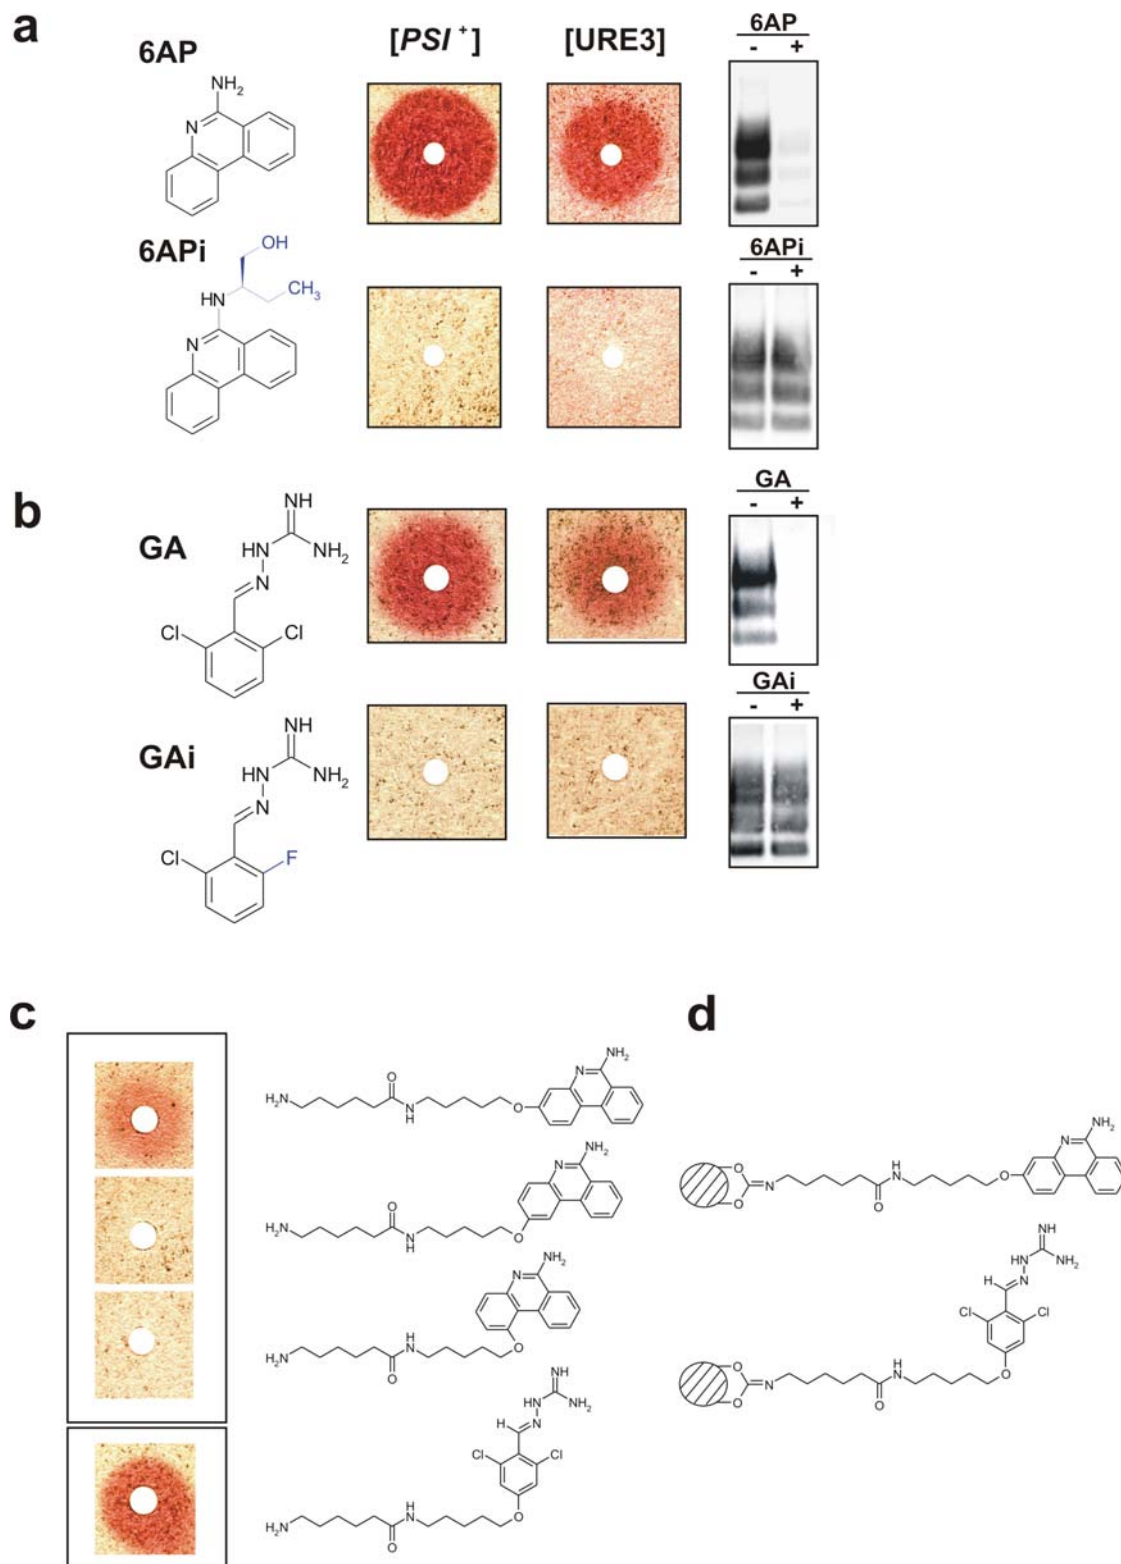 a
6AP
[PSI +]
[URE3]
6AP
- +
NH2
N
6APi
OH
CH3
HN
N
6APi
- +
b
GA
NH
HN
NH2
N
Cl
Cl
GA
- +
GAi
NH
HN
NH2
N
Cl
F
GAi
- +
c
d
H2N
O
N
H
O
N
NH2
H2N
O
N
H
O
N
NH2
H2N
O
N
H
O
N
NH2
H2N
O
N
H
O
Cl
Cl
H
N
HN
NH
NH2
O
O
N
O
N
H
O
N
NH2
O
O
N
O
N
H
O
Cl
Cl
H
N
HN
NH
NH2